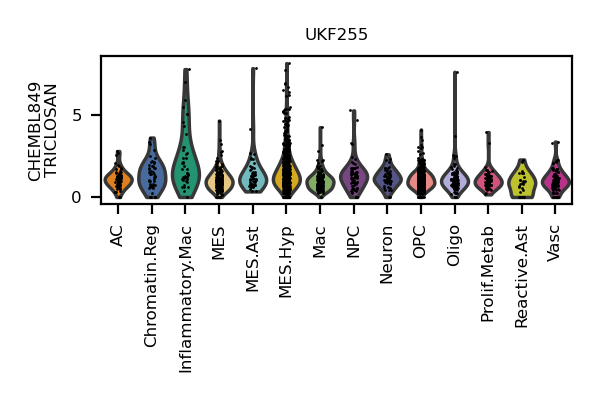 UKF255
CHEMBL849
TRICLOSAN
5
0
AC
Chromatin.Reg
Inflammatory.Mac
MES
MES.Ast
MES.Hyp
Mac
NPC
Neuron
OPC
Oligo
Prolif.Metab
Reactive.Ast
Vasc